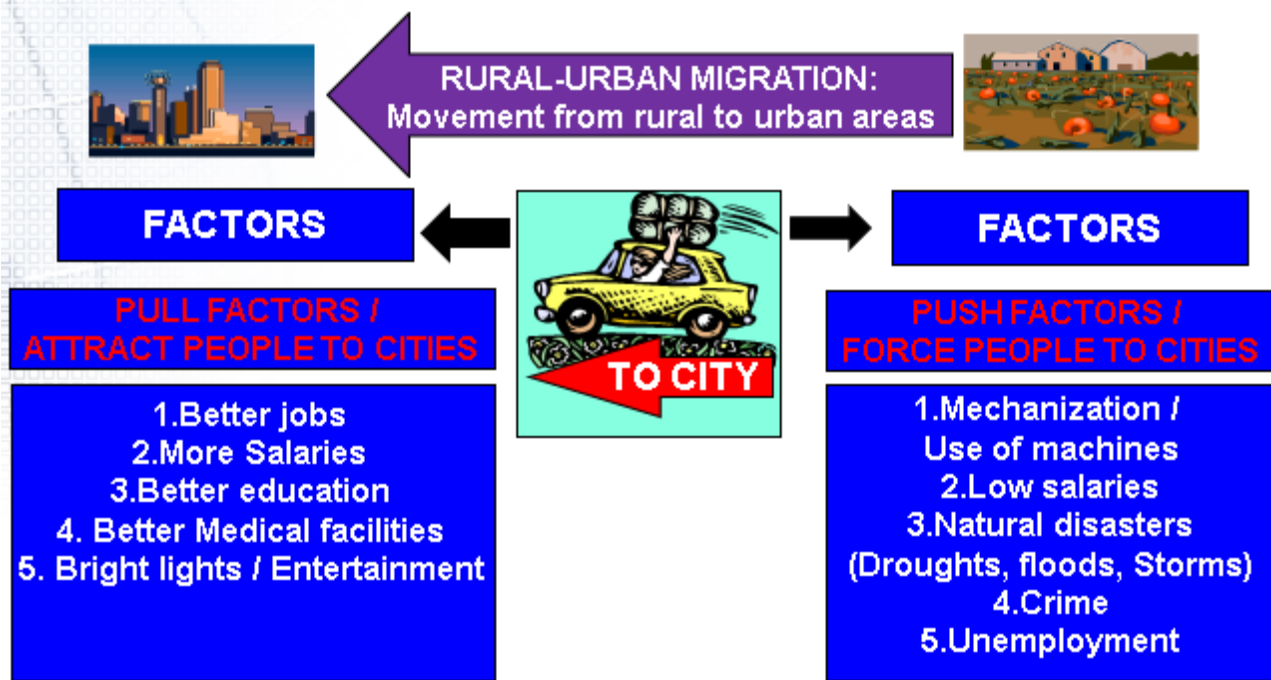 RURAL-URBAN MIGRATION:
Movement from rural to urban areas
FACTORS
FACTORS
PULL FACTORS /
ATTRACT PEOPLE TO CITIES
1.Better jobs
2.More Salaries
3.Better education
4. Better Medical facilities
5. Bright lights / Entertainment
TO CITY
PUSH FACTORS /
FORCE PEOPLE TO CITIES
1.Mechanization /
Use of machines
2.Low salaries
3.Natural disasters
(Droughts, floods, Storms)
4.Crime
5.Unemployment